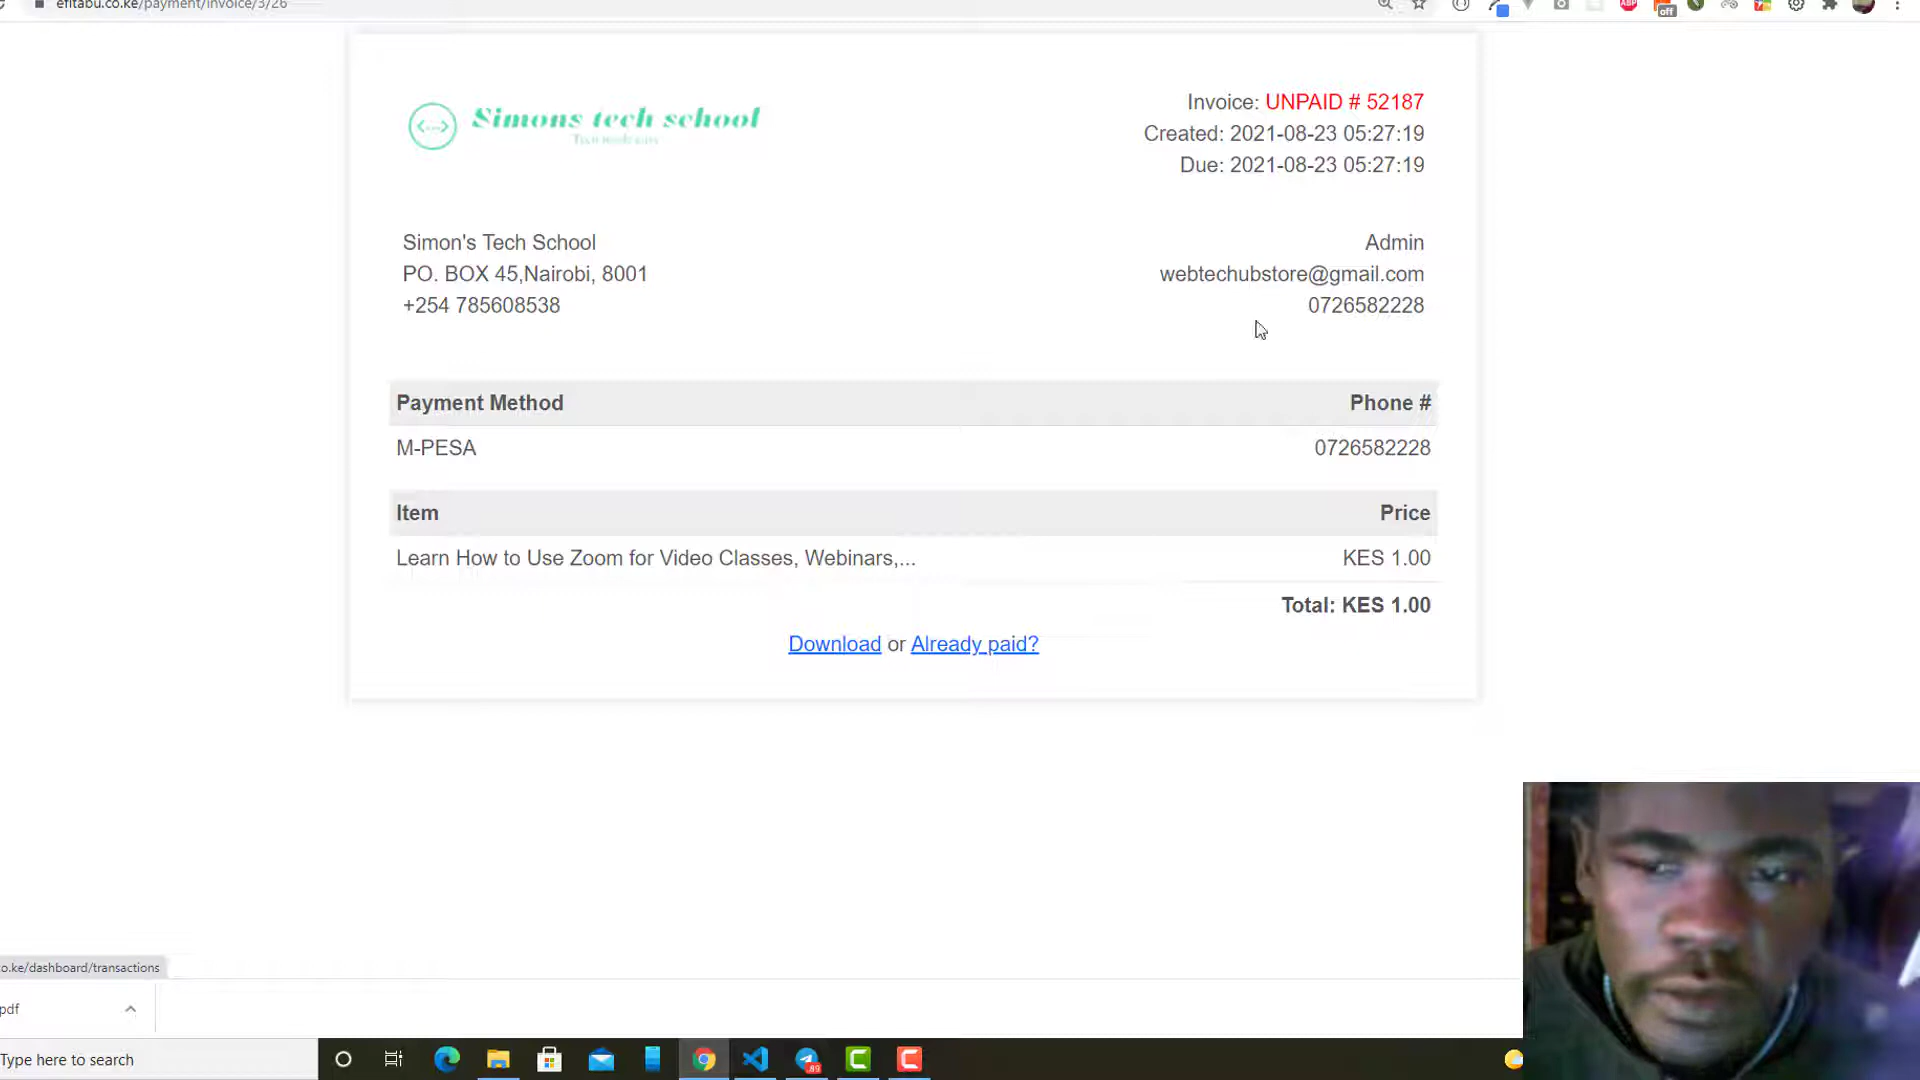 efitabu.co.ke/payment/invoice/3/26
ABP
off
Simons tech school
Invoice: UNPAID # 52187
Created: 2021-08-23 05:27:19
Due: 2021-08-23 05:27:19
Simon's Tech School
PO. BOX 45,Nairobi, 8001
+254 785608538
Admin
webtechubstore@gmail.com
0726582228
Payment Method Phone #
M-PESA 0726582228
Item Price
Learn How to Use Zoom for Video Classes, Webinars,... KES 1.00
Total: KES 1.00
Download or Already paid?
co.ke/dashboard/transactions
pdf
Type here to search